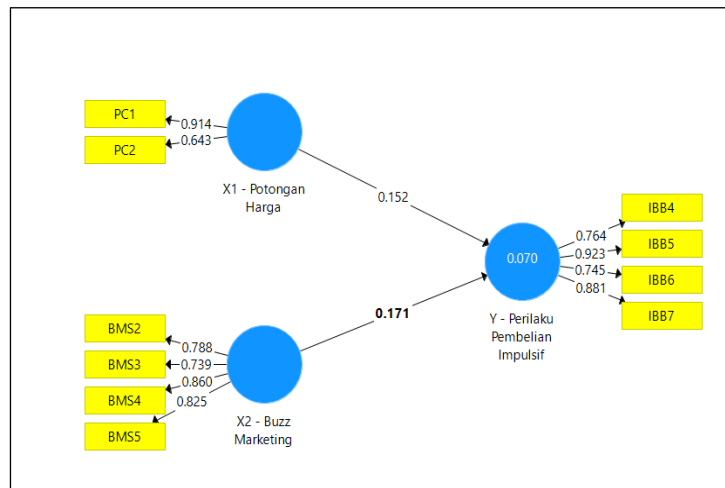 PC1
0.914
PC2
0.643
X1 - Potongan
Harga
0.152
IBB4
0.764
IBB5
0.923
0.070
0.745
IBB6
0.881
IBB7
Y - Perilaku
Pembelian
Impulsif
0.171
BMS2
0.788
BMS3
0.739
0.860
BMS4
0.825
BMS5
X2 - Buzz
Marketing